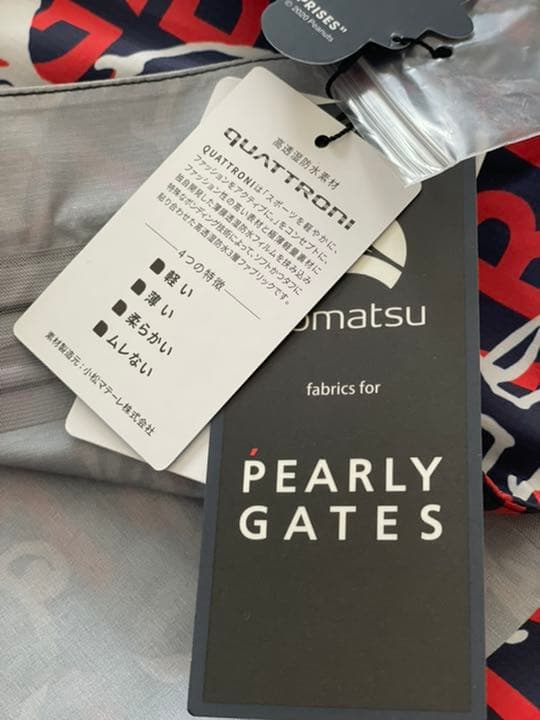 PRISES"
© 2020 Peanuts
高透湿防水素材
QUATTRONI
QUATTRONIは「スポーツを軽やかに、
ファッションをアクティブに。」をコンセプトに、
ファッション性の高い表材と極薄軽量素材に
独自開発した薄膜透湿防水フイルムを挟み込み
特殊なボンディング技術によって、ソフトかつタフに
貼り合わせた高透湿防水3層ファブリックです。
4つの特徴
軽い
薄い
柔らかい
ムレない
素材製造元:小松マテーレ株式会社
omatsu
fabrics for
PEARLY
GATES